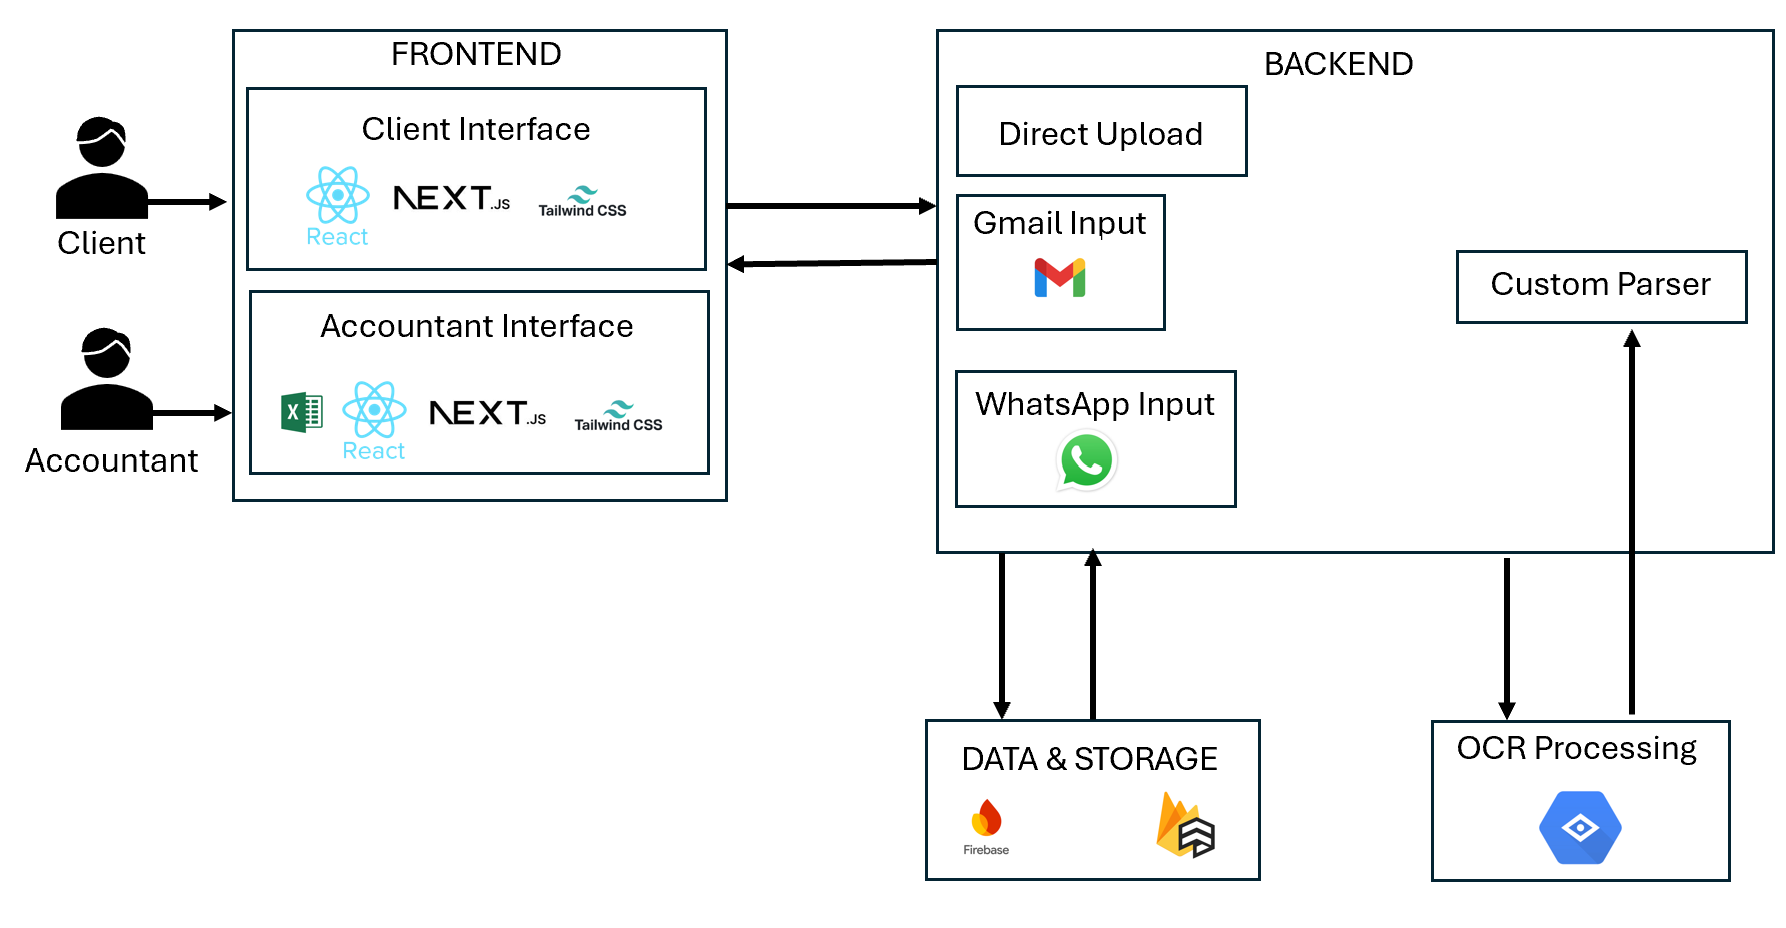 FRONTEND
Client Interface
React
NEXT.JS
Tailwind CSS
Client
Accountant Interface
X
React
NEXT.JS
Tailwind CSS
Accountant
BACKEND
Direct Upload
Gmail Input
WhatsApp Input
Custom Parser
DATA & STORAGE
Firebase
OCR Processing